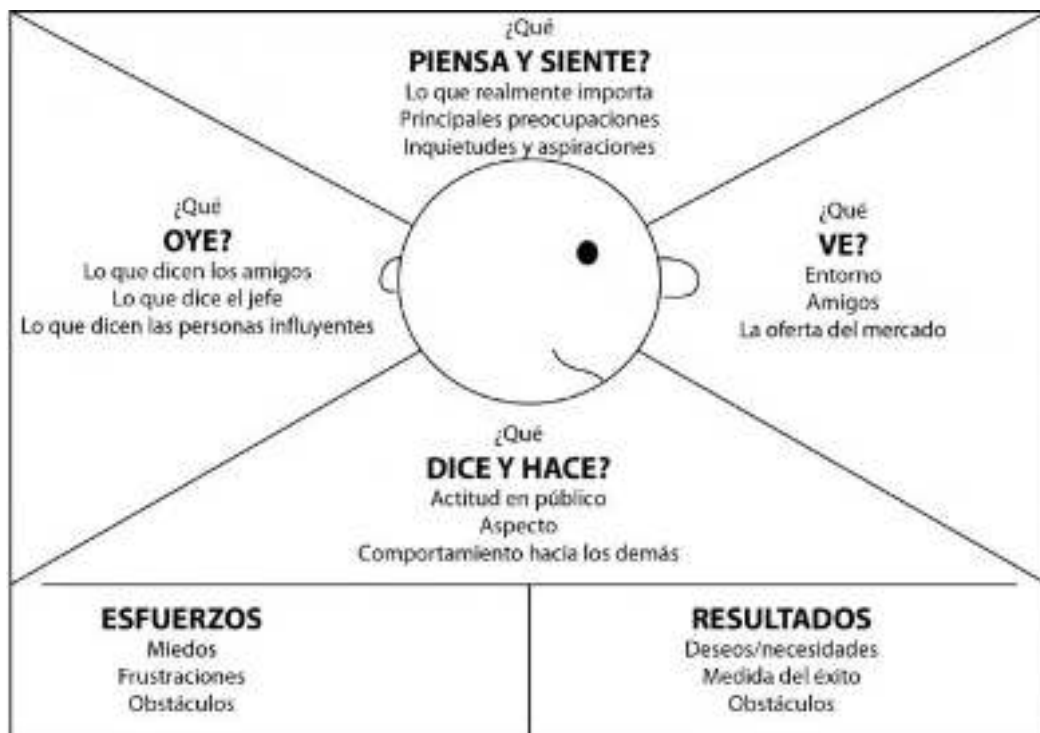 ¿Qué
PIENSA Y SIENTE?
Lo que realmente importa
Principales preocupaciones
Inquietudes y aspiraciones
¿Qué
OYE?
Lo que dicen los amigos
Lo que dice el jefe
Lo que dicen las personas influyentes
¿Qué
VE?
Entorno
Amigos
La oferta del mercado
¿Qué
DICE Y HACE?
Actitud en público
Aspecto
Comportamiento hacia los demás
ESFUERZOS
Miedos
Frustraciones
Obstáculos
RESULTADOS
Deseos/necesidades
Medida del éxito
Obstáculos